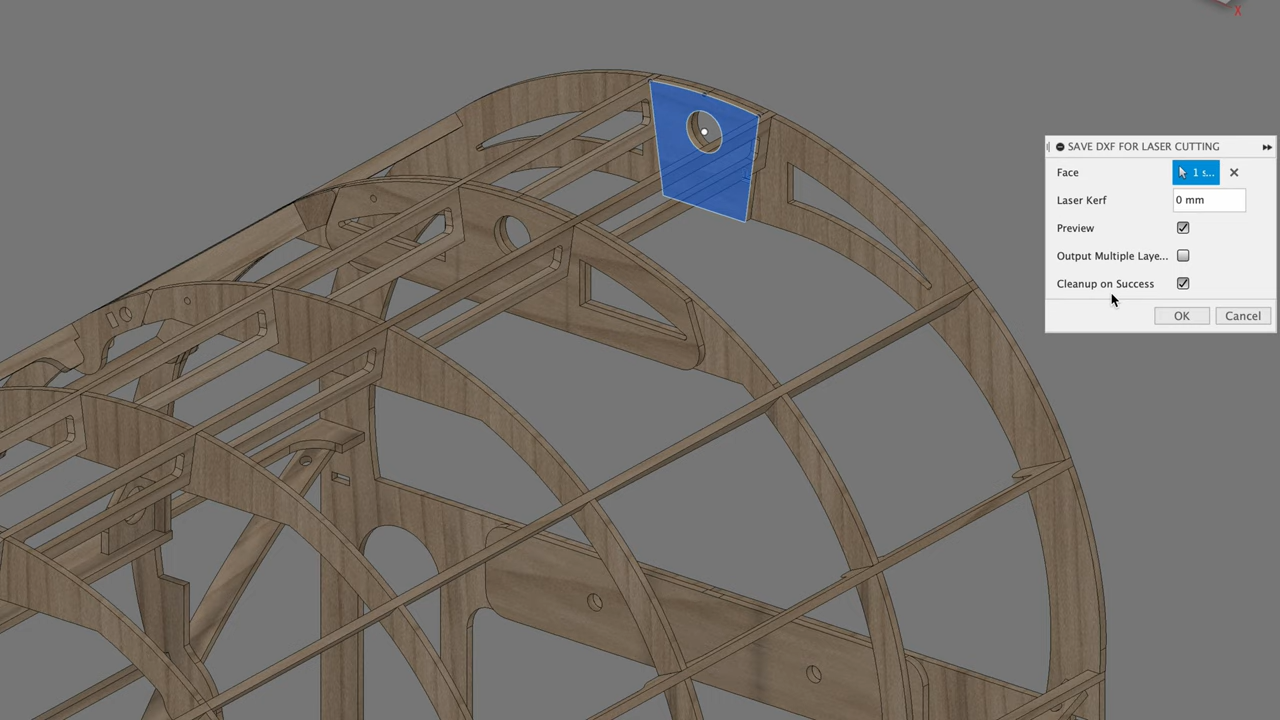 X
SAVE DXF FOR LASER CUTTING
Face 1 s...
Laser Kerf 0 mm
Preview
Output Multiple Laye...
Cleanup on Success
OK Cancel